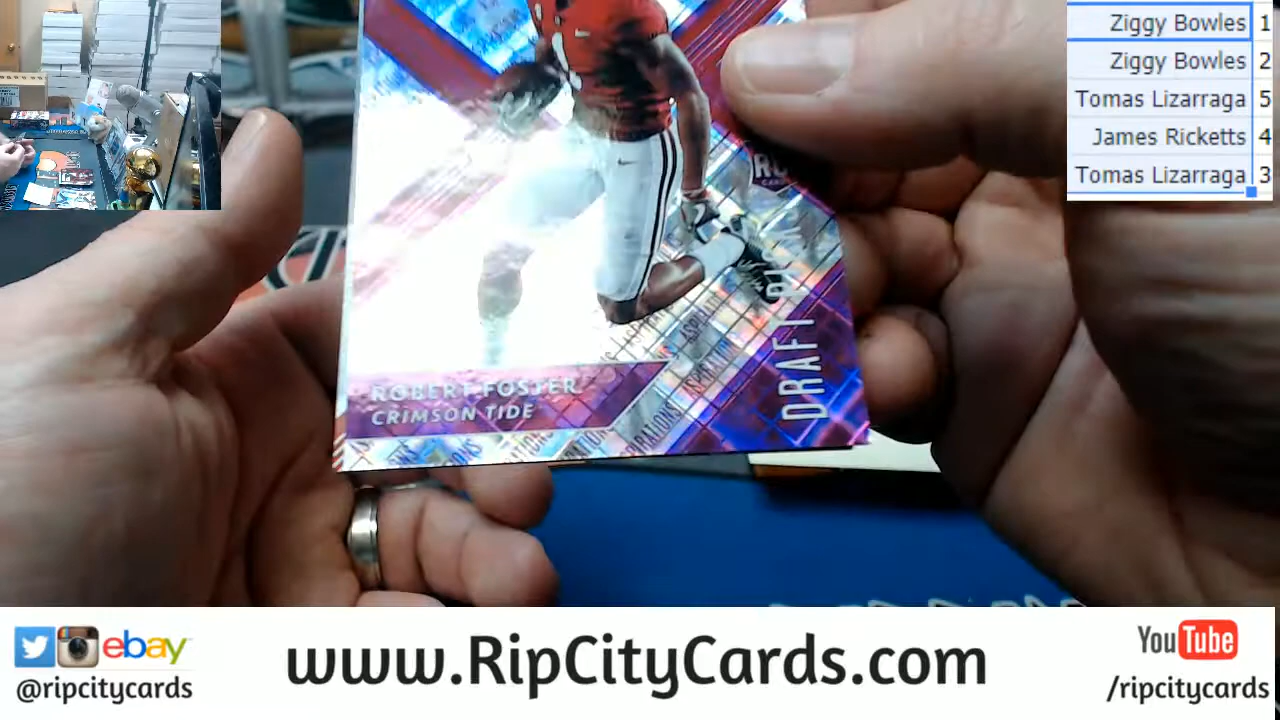 Ziggy Bowles 1
Ziggy Bowles 2
Tomas Lizarraga 5
James Ricketts 4
Tomas Lizarraga 3
ROBERT FOSTER
CRIMSON TIDE
DRAFT
ebay
@ripcitycards
www.RipCityCards.com
YouTube
/ripcitycards